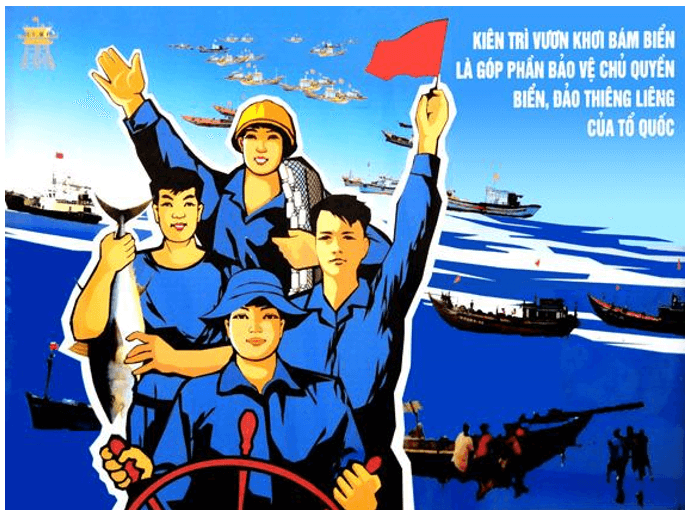 KIÊN TRÌ VƯƠN KHƠI BÁM BIỂN
LÀ GÓP PHẦN BẢO VỆ CHỦ QUYỀN
BIỂN, ĐẢO THIÊNG LIÊNG
CỦA TỔ QUỐC